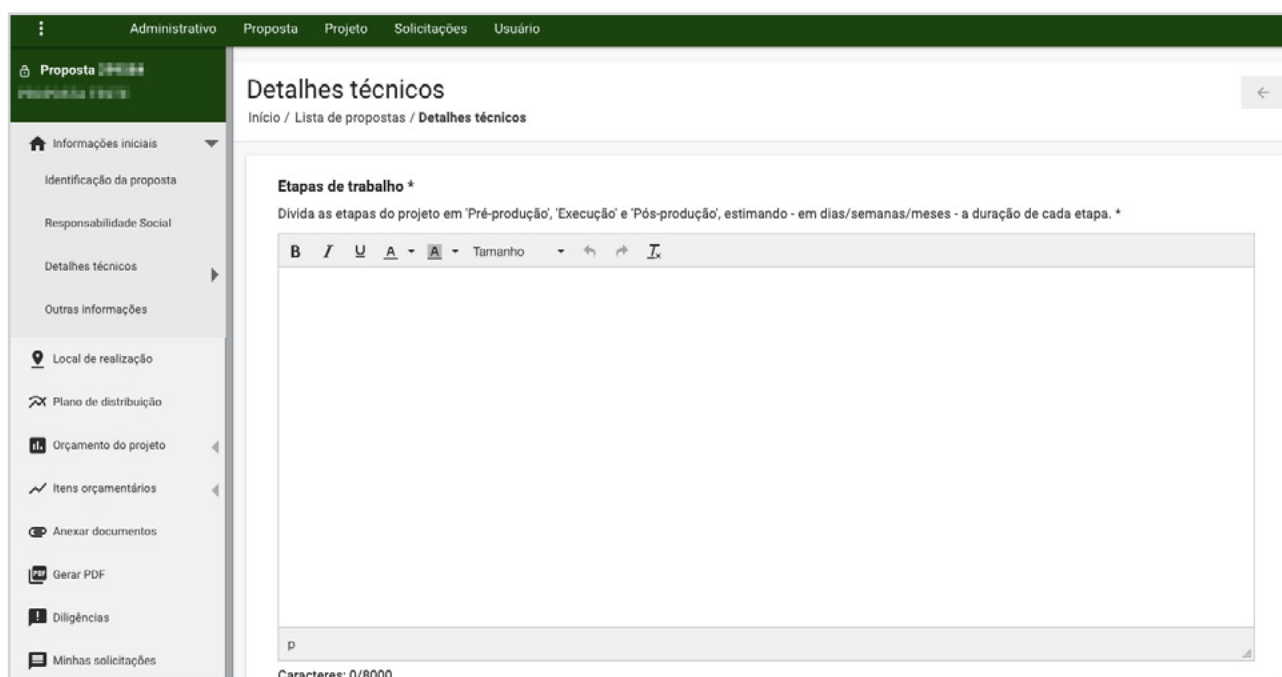 Administrativo Proposta Projeto Solicitações Usuário
Proposta
Detalhes técnicos
Início / Lista de propostas / Detalhes técnicos
Informações iniciais
Identificação da proposta
Responsabilidade Social
Detalhes técnicos
Outras informações
Local de realização
Plano de distribuição
Orçamento do projeto
Itens orçamentários
Anexar documentos
PDF Gerar PDF
Diligências
Minhas solicitações
Etapas de trabalho *
Divida as etapas do projeto em 'Pré-produção', 'Execução' e 'Pós-produção', estimando - em dias/semanas/meses - a duração de cada etapa. *
B I U A A Tamanho Tx
p
Caracteres: 0/8000